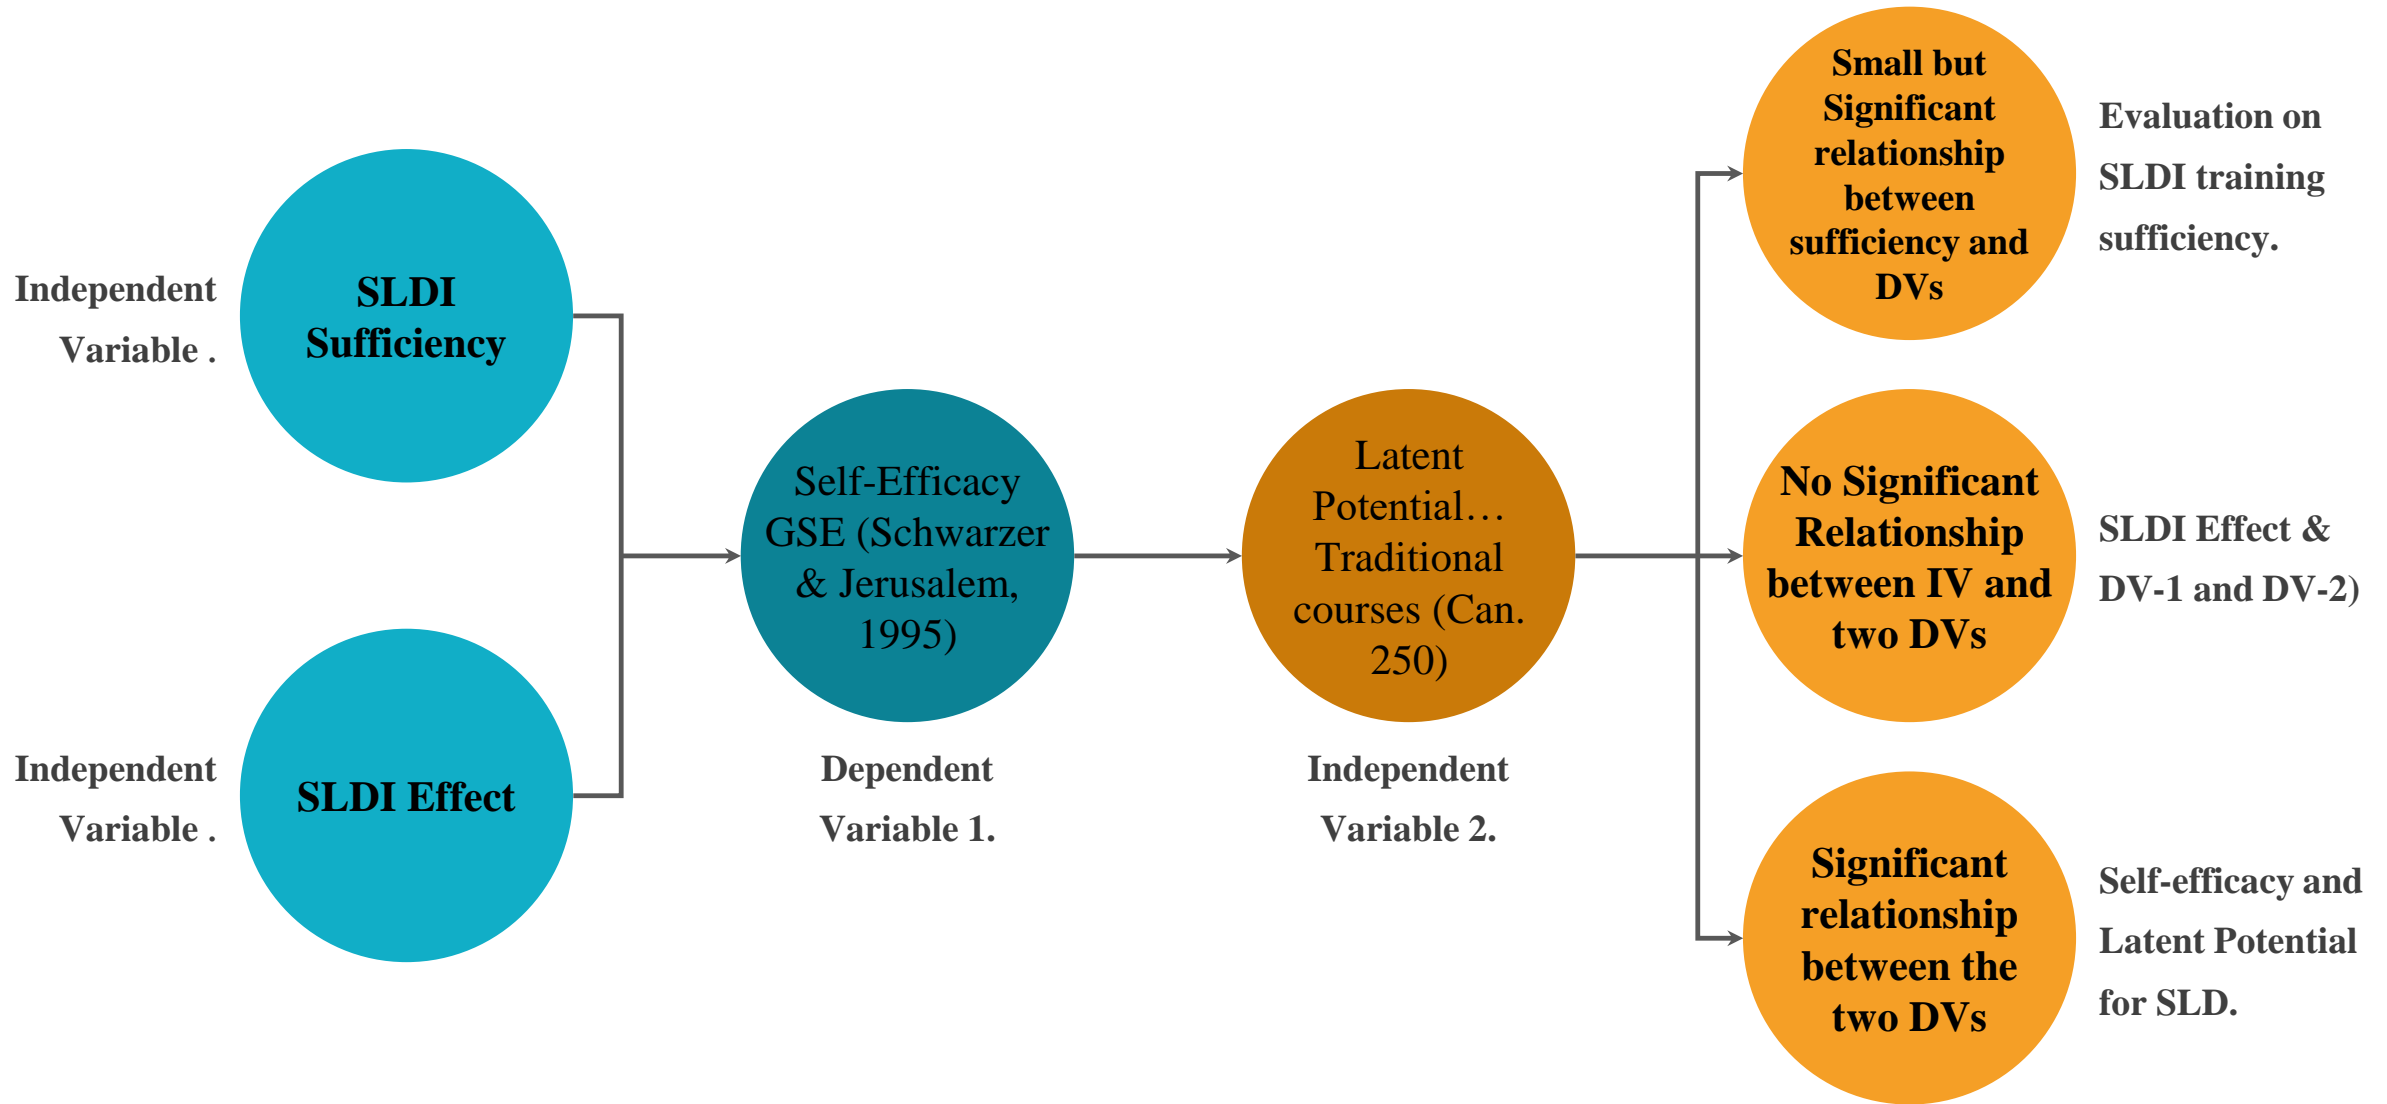 Independent
Variable .
SLDI
Sufficiency
Independent
Variable .
SLDI Effect
Self-Efficacy
GSE (Schwarzer
& Jerusalem,
1995)
Dependent
Variable 1.
Latent
Potential…
Traditional
courses (Can.
250)
Independent
Variable 2.
Small but
Significant
relationship
between
sufficiency and
DVs
Evaluation on
SLDI training
sufficiency.
No Significant
Relationship
between IV and
two DVs
SLDI Effect &
DV-1 and DV-2)
Significant
relationship
between the
two DVs
Self-efficacy and
Latent Potential
for SLD.